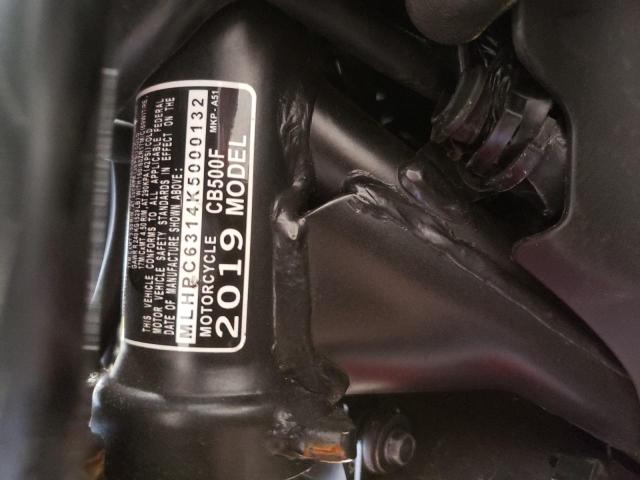 THIS VEHICLE CONFORMS TO ALL APPLICABLE FEDERAL
MOTOR VEHICLE SAFETY STANDARDS IN EFFECT ON THE
DATE OF MANUFACTURE SHOWN ABOVE:
MLHPC6314K5000132
MOTORCYCLE CB500F MKP-A51
2019 MODEL